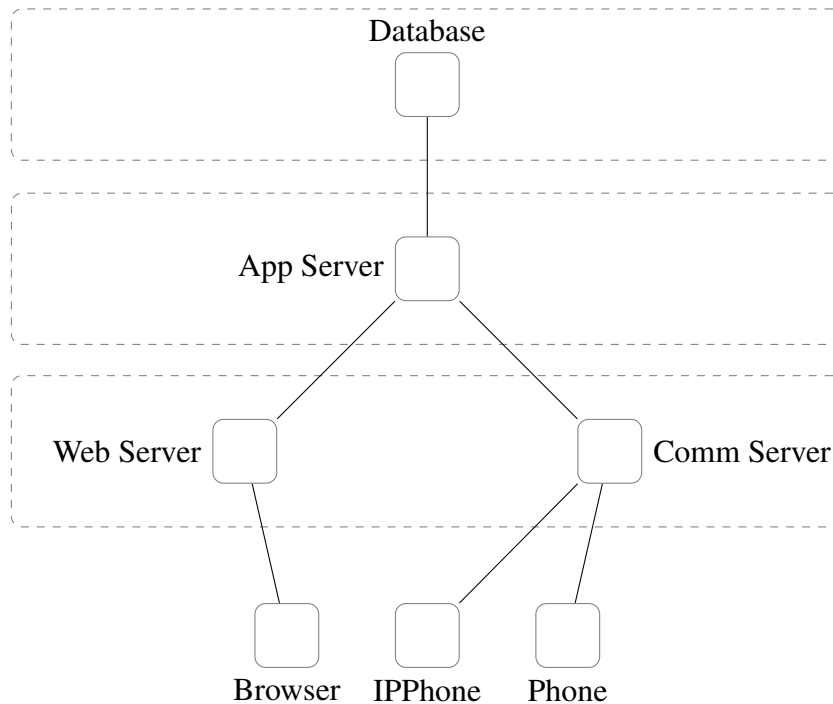 Database
App Server
Web Server
Comm Server
Browser
IPPhone
Phone